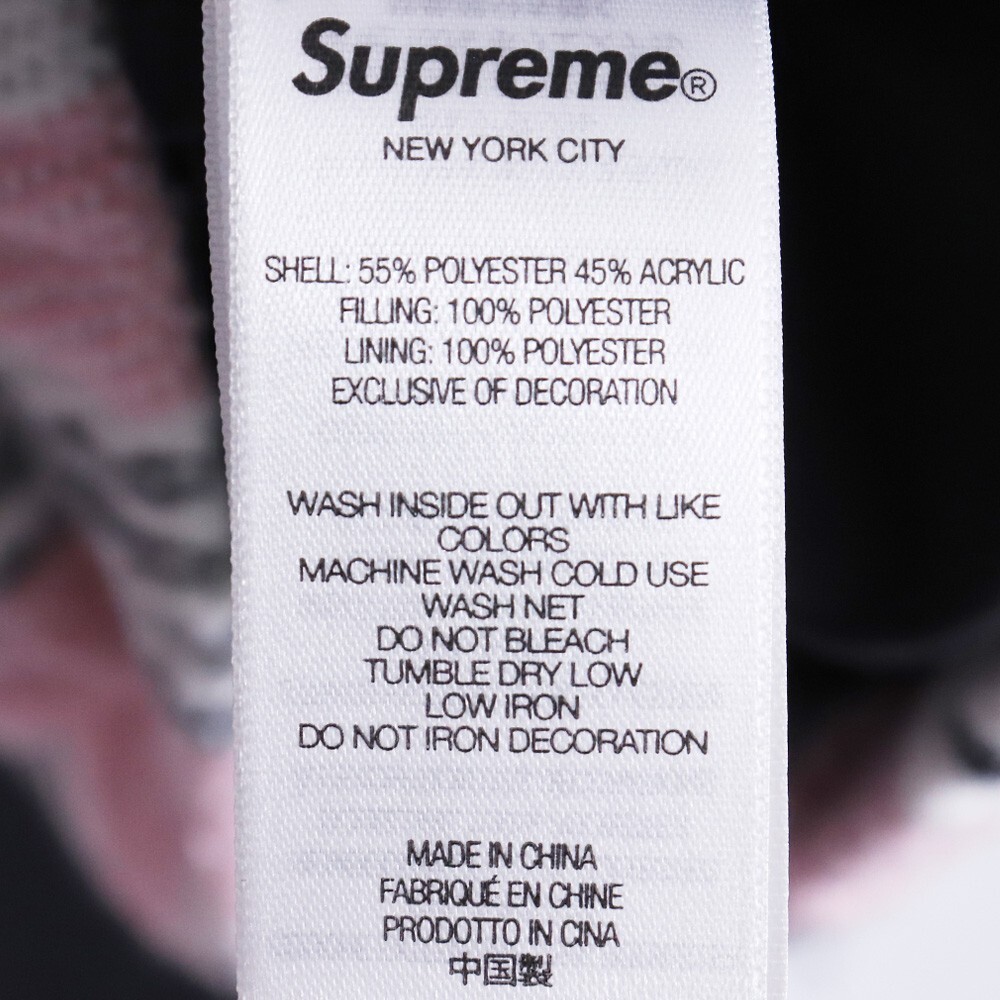 Supreme®
NEW YORK CITY
SHELL: 55% POLYESTER 45% ACRYLIC
FILLING: 100% POLYESTER
LINING: 100% POLYESTER
EXCLUSIVE OF DECORATION
WASH INSIDE OUT WITH LIKE
COLORS
MACHINE WASH COLD USE
WASH NET
DO NOT BLEACH
TUMBLE DRY LOW
LOW IRON
DO NOT IRON DECORATION
MADE IN CHINA
FABRIQUÉ EN CHINE
PRODOTTO IN CINA
中国製